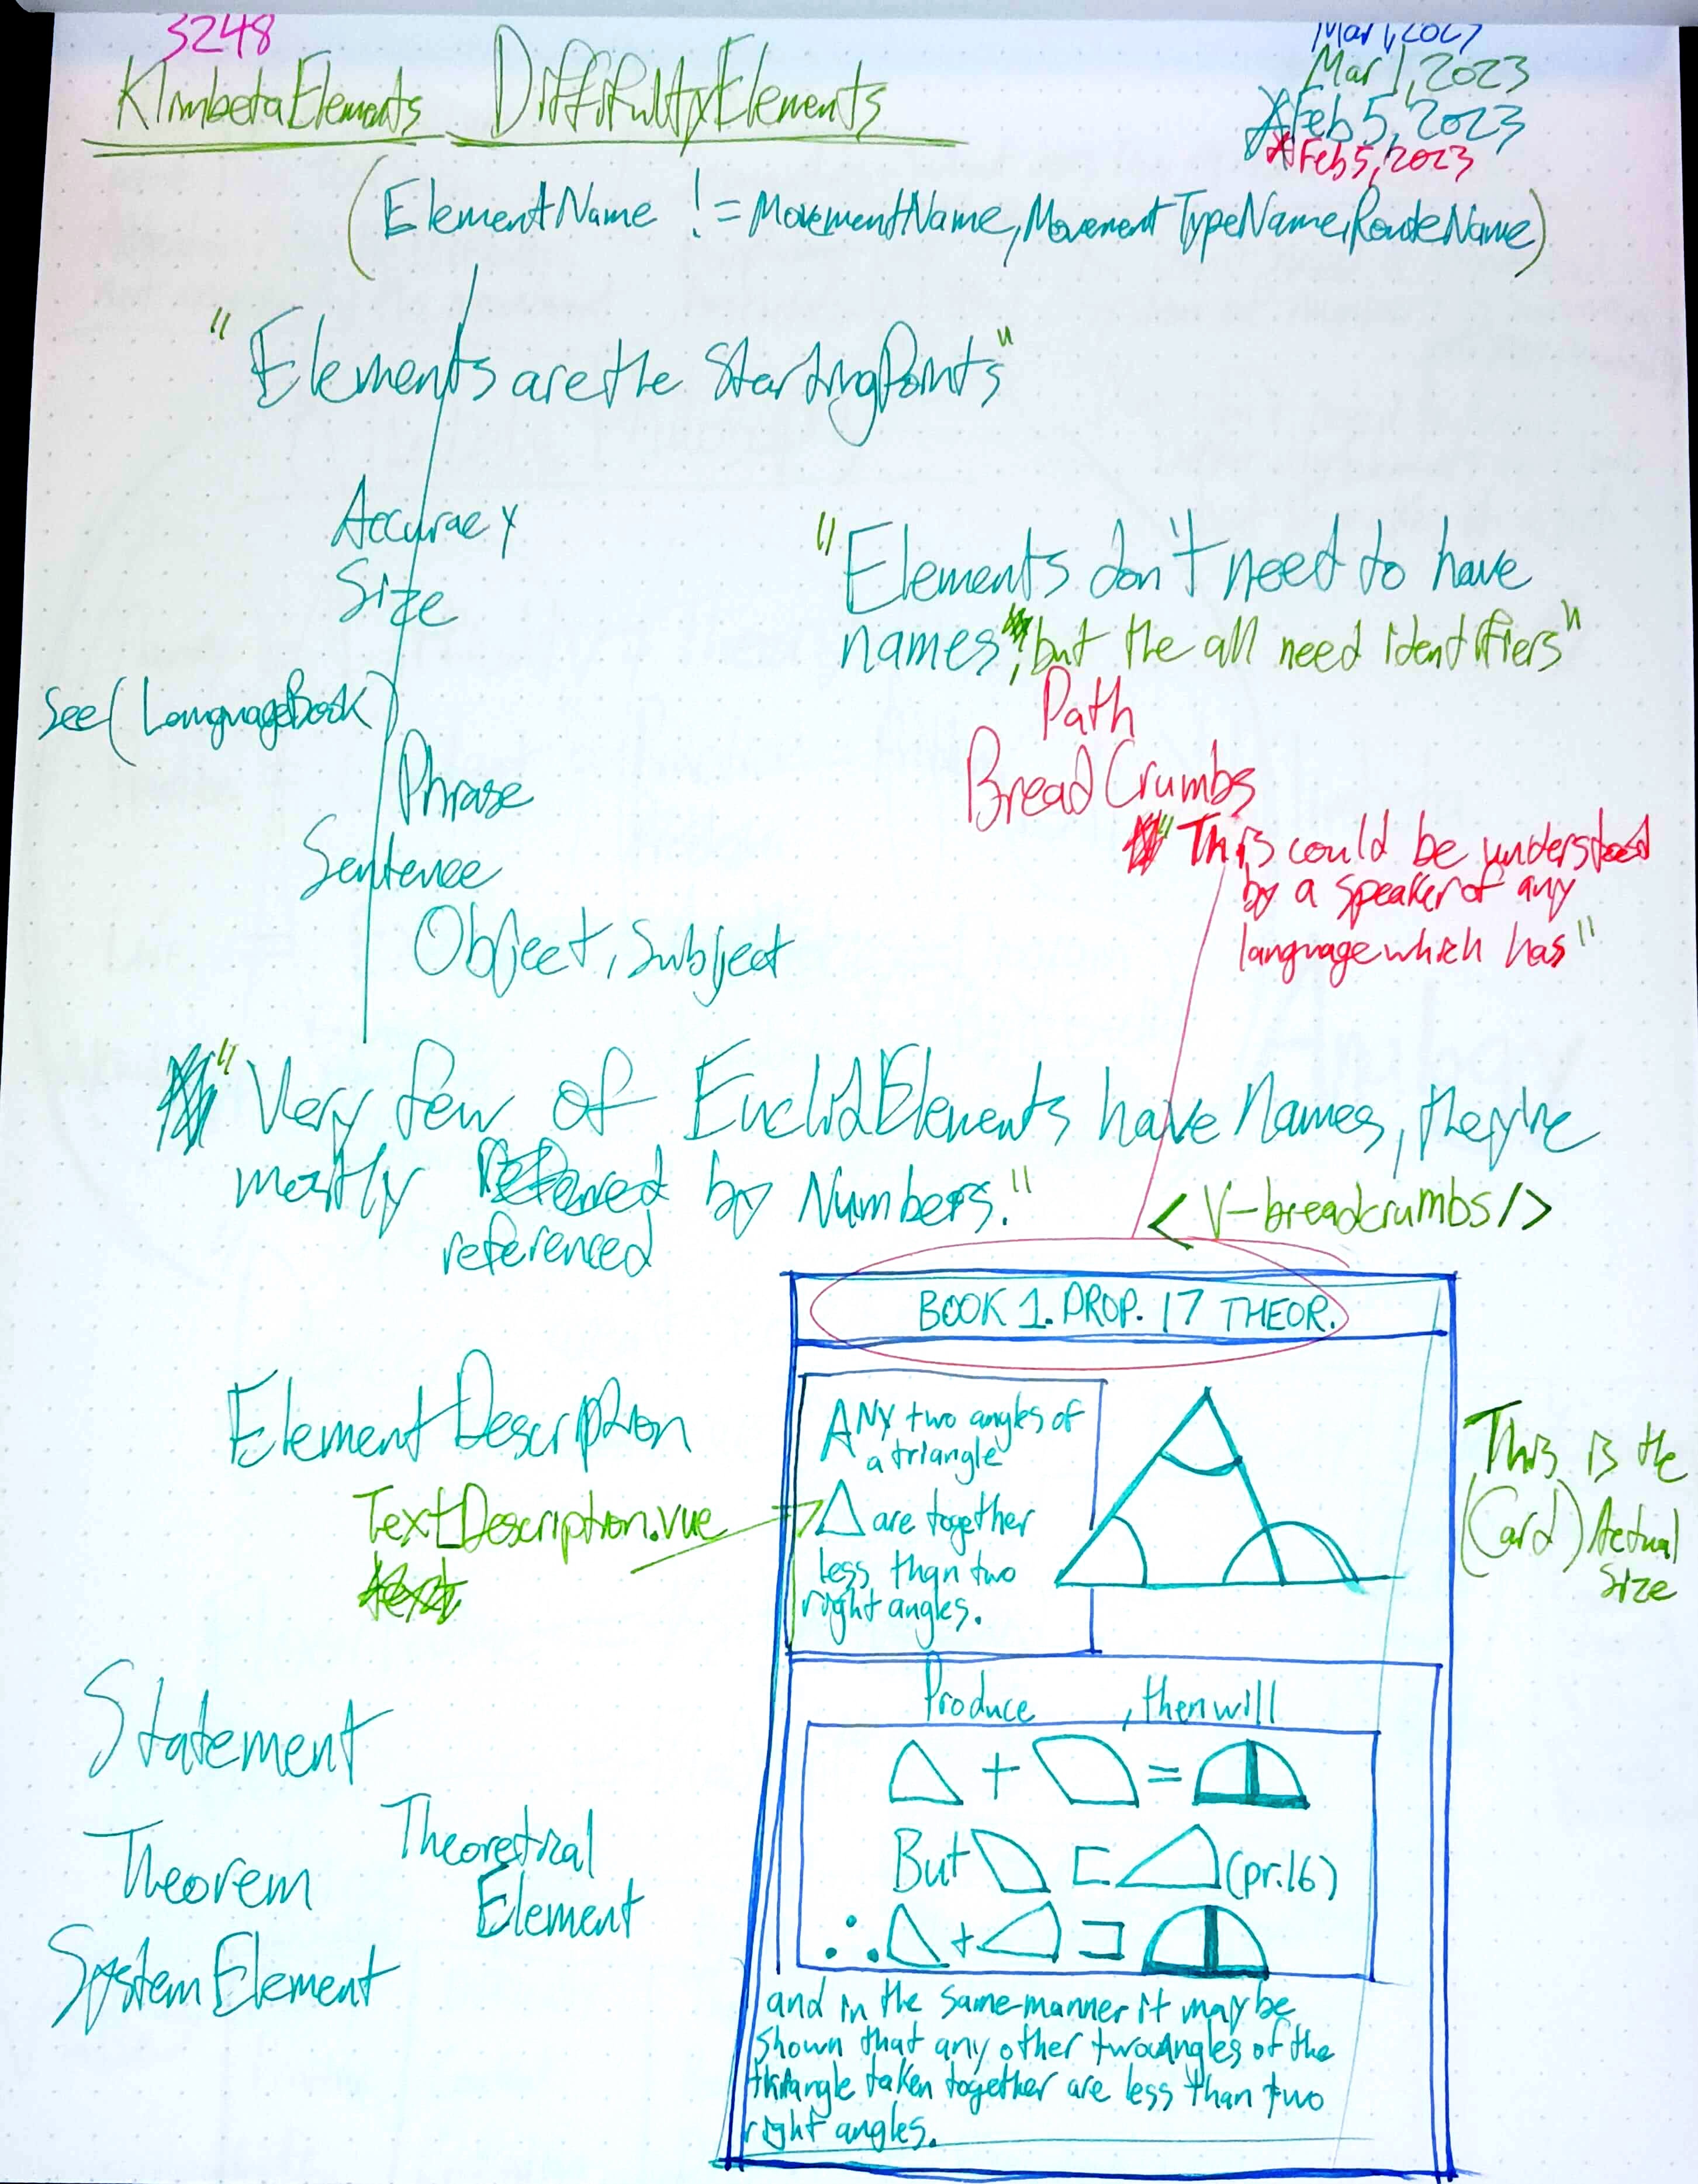 3248
Mar 1, 2023
Mar 1, 2023
KlimbetaElements DiffifultyElements
Feb 5, 2023
Feb 5, 2023
(ElementName != MovementName, MovementTypeName, RouteName)
"Elements are the StartingPoints"
Accuracy
Size
"Elements don't need to have
names, but the all need identifiers"
See (LanguageBook)
Path
BreadCrumbs
Phrase
"This could be understood
by a speaker of any
language which has"
Sentence
Object, Subject
"Very few of EuclidElements have Names, they're
mostly by Numbers."
referenced
<V-breadcrumbs/>
BOOK 1. PROP. 17 THEOR.
ElementDescription
TextDescription.vue
ANY two angles of
a triangle
are together
less than two
right angles.
This is the
(Card) Actual
Size
Produce , then will
+ =
But ⊏ (pr.16)
∴ + ⊐
and in the same manner it may be
shown that any other two angles of the
triangle taken together are less than two
right angles.
Statement
Theorem
Theoretical
Element
SystemElement